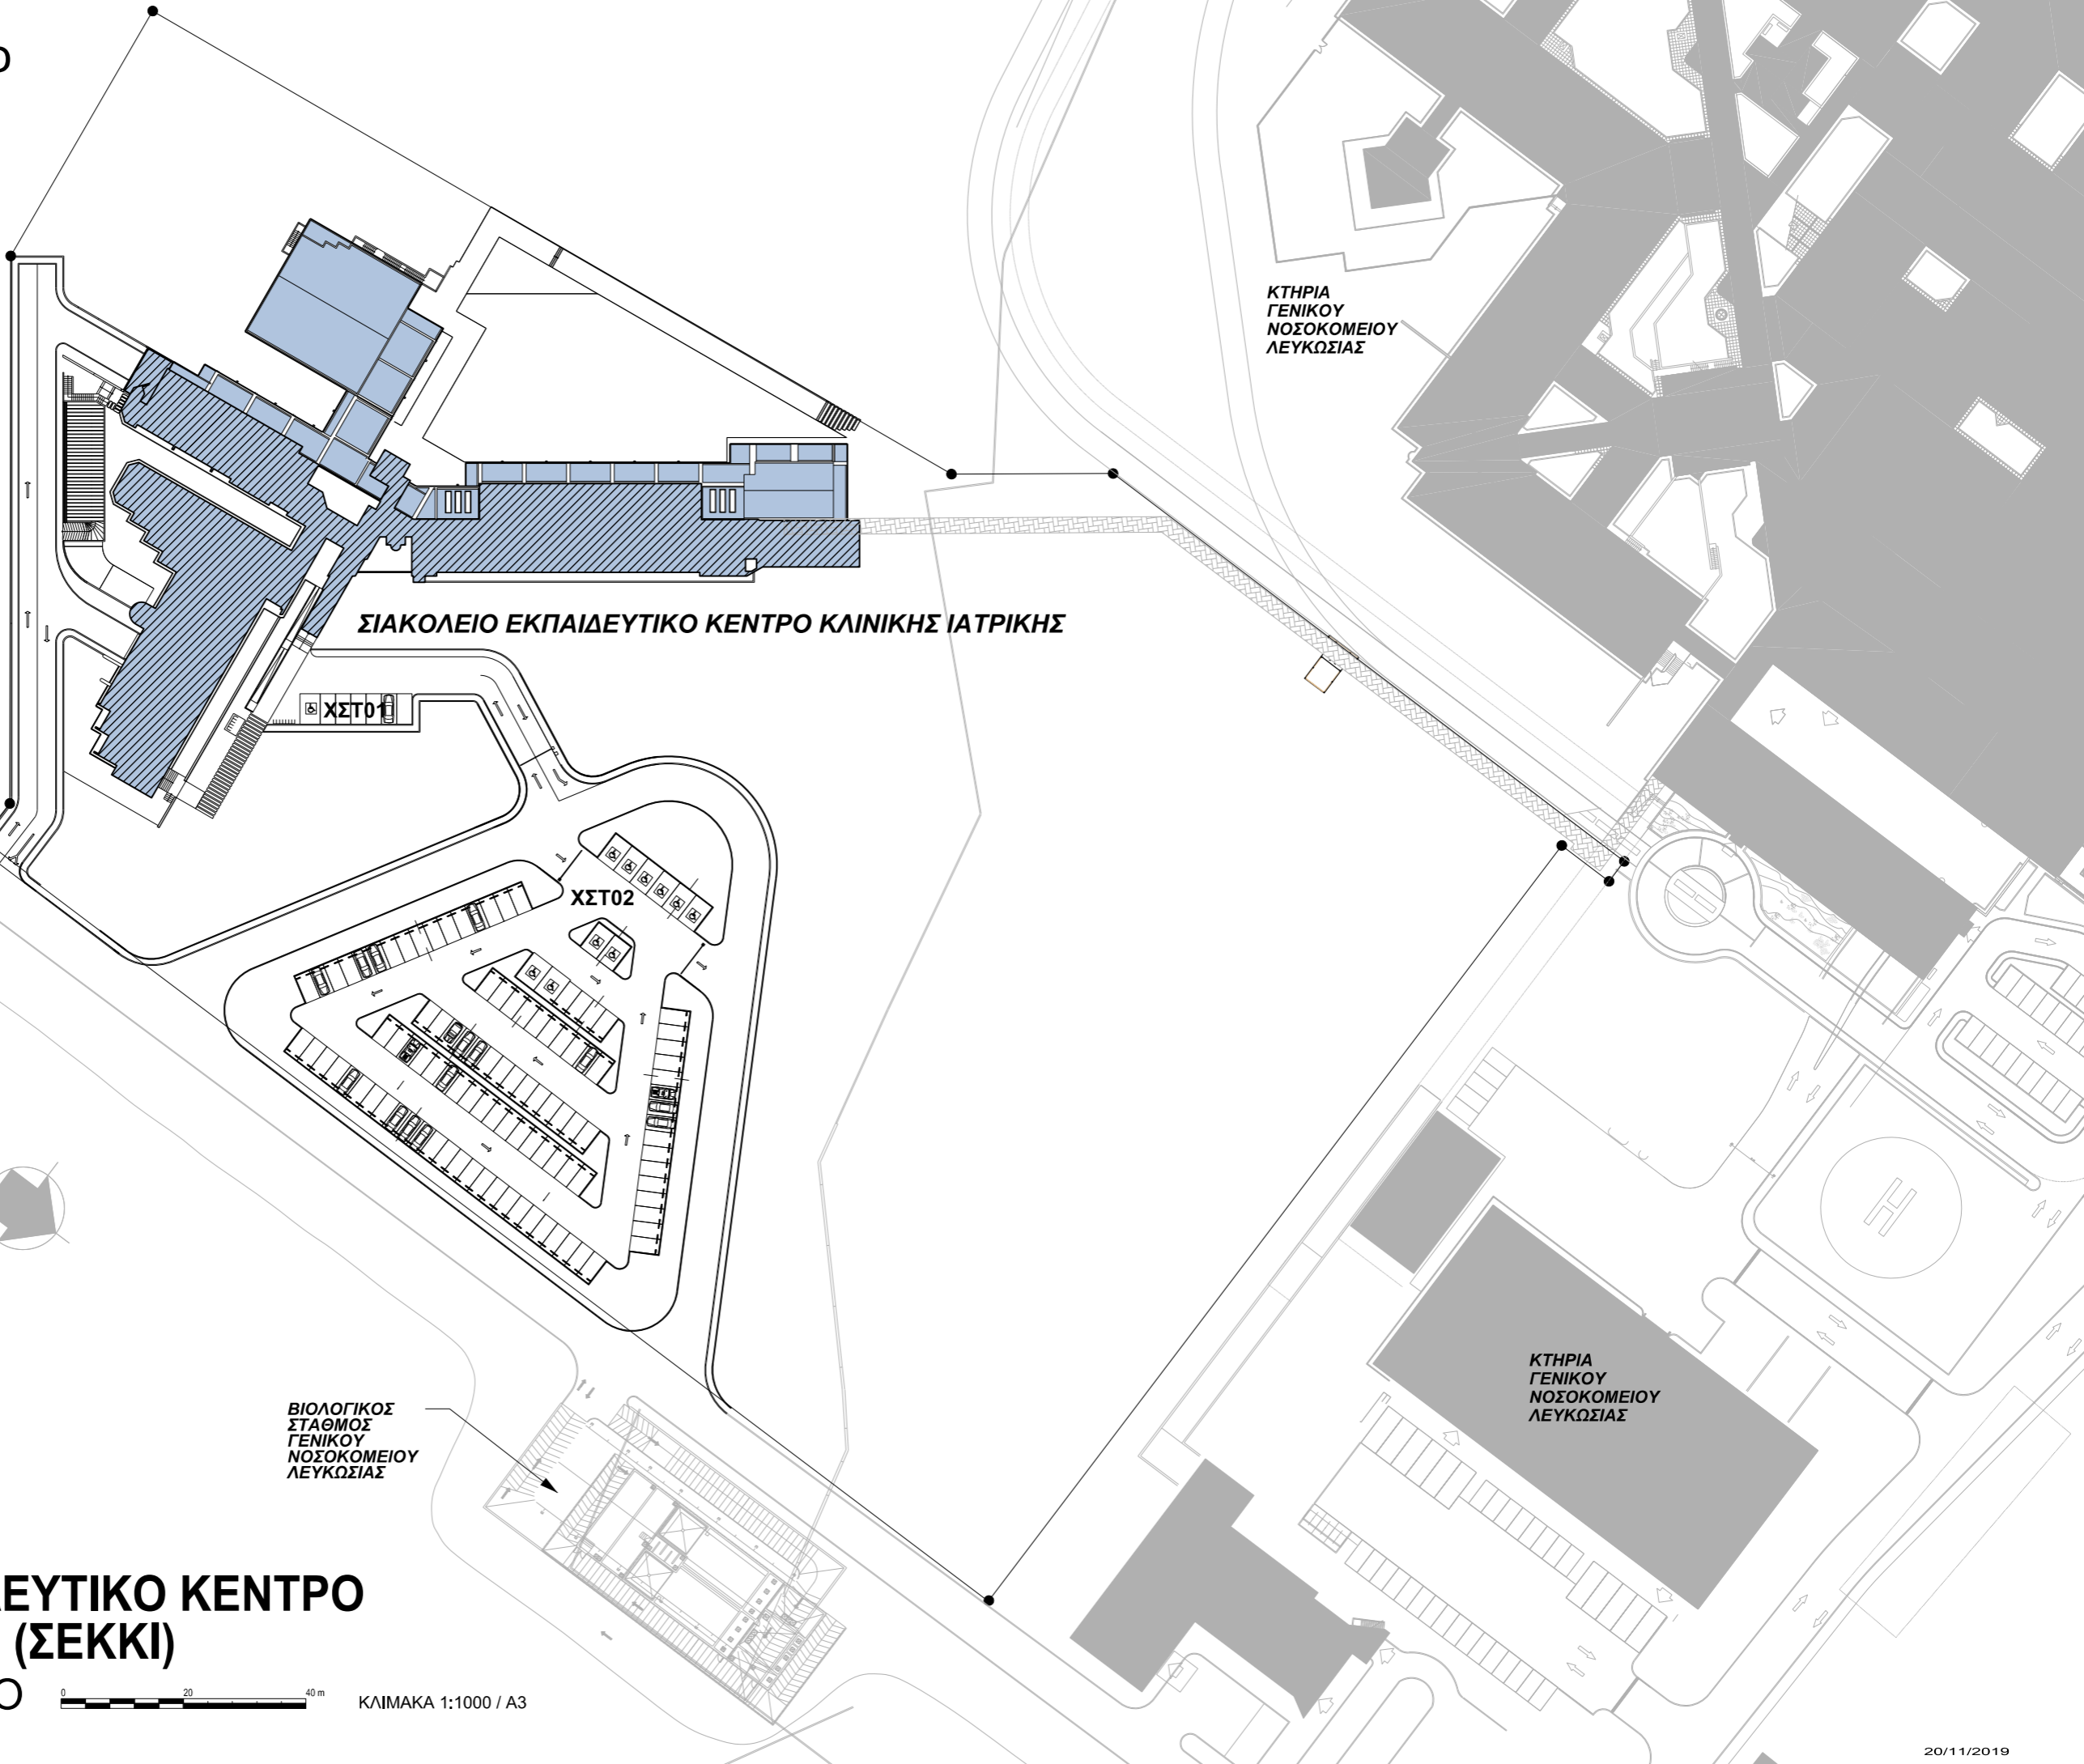 ΚΤΗΡΙΑ
ΓΕΝΙΚΟΥ
ΝΟΣΟΚΟΜΕΙΟΥ
ΛΕΥΚΩΣΙΑΣ
ΣΙΑΚΟΛΕΙΟ ΕΚΠΑΙΔΕΥΤΙΚΟ ΚΕΝΤΡΟ ΚΛΙΝΙΚΗΣ ΙΑΤΡΙΚΗΣ
ΧΣΤ01
ΧΣΤ02
ΚΤΗΡΙΑ
ΓΕΝΙΚΟΥ
ΝΟΣΟΚΟΜΕΙΟΥ
ΛΕΥΚΩΣΙΑΣ
ΒΙΟΛΟΓΙΚΟΣ
ΣΤΑΘΜΟΣ
ΓΕΝΙΚΟΥ
ΝΟΣΟΚΟΜΕΙΟΥ
ΛΕΥΚΩΣΙΑΣ
ΕΥΤΙΚΟ ΚΕΝΤΡΟ
(ΣΕΚΚΙ)
0 20 40 m
ΚΛΙΜΑΚΑ 1:1000 / A3
20/11/2019